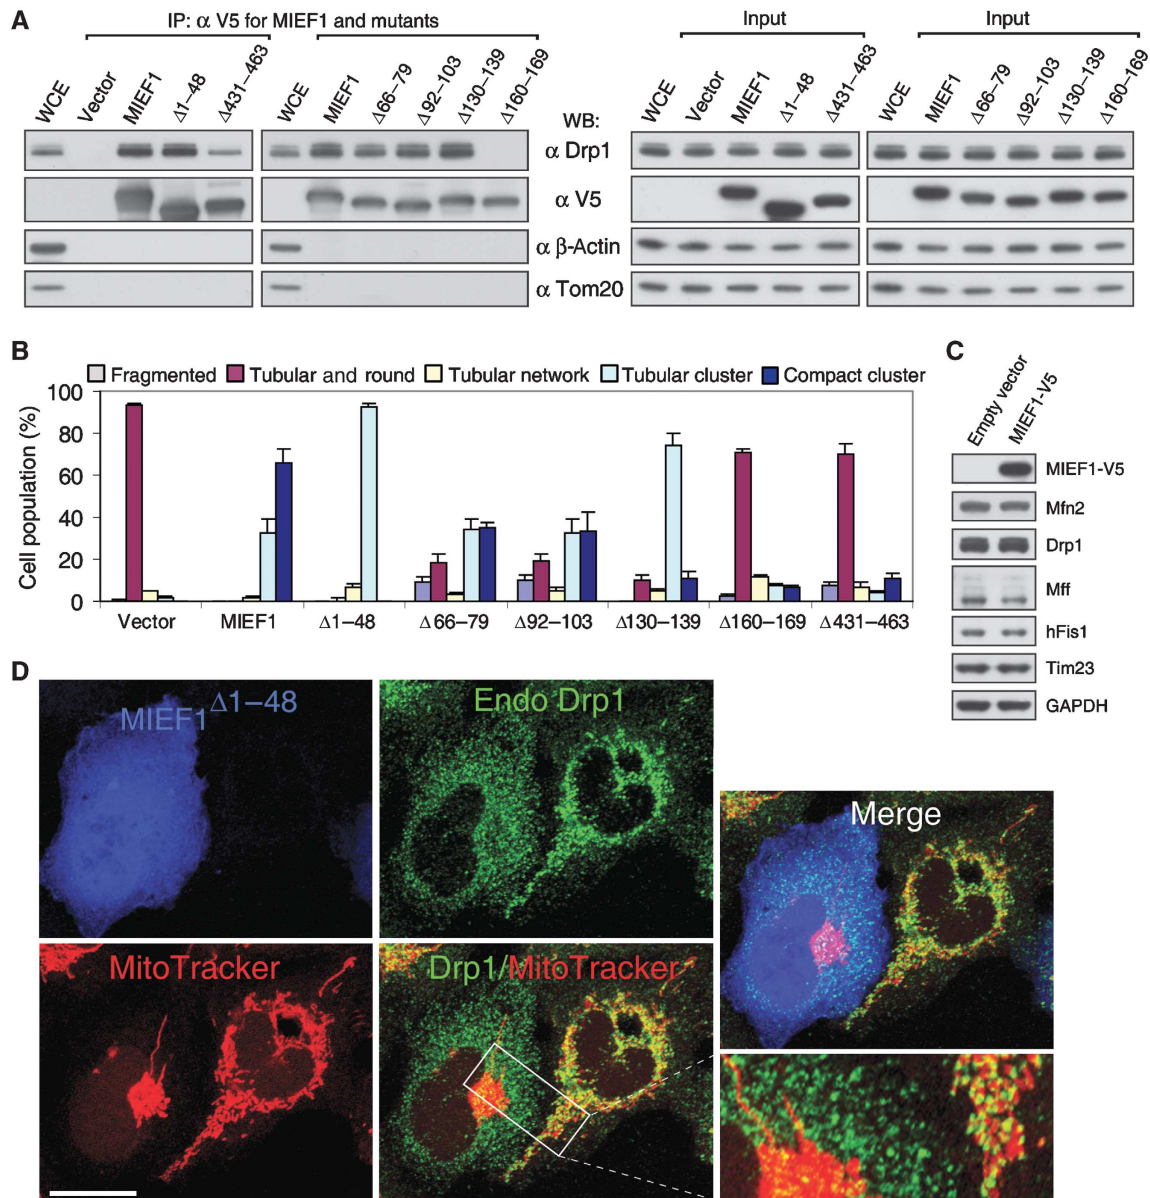 A
IP: α V5 for MIEF1 and mutants
Input
Input
WCE
Vector
MIEF1
Δ1–48
Δ431–463
WCE
MIEF1
Δ66–79
Δ92–103
Δ130–139
Δ160–169
WB:
WCE
Vector
MIEF1
Δ1–48
Δ431–463
WCE
MIEF1
Δ66–79
Δ92–103
Δ130–139
Δ160–169
α Drp1
α V5
α β-Actin
α Tom20
B
Fragmented Tubular and round Tubular network Tubular cluster Compact cluster
Cell population (%)
100
80
60
40
20
0
Vector MIEF1 Δ1–48 Δ66–79 Δ92–103 Δ130–139 Δ160–169 Δ431–463
C
Empty vector
MIEF1-V5
MIEF1-V5
Mfn2
Drp1
Mff
hFis1
Tim23
GAPDH
D
MIEF1Δ1–48
Endo Drp1
Merge
MitoTracker
Drp1/MitoTracker